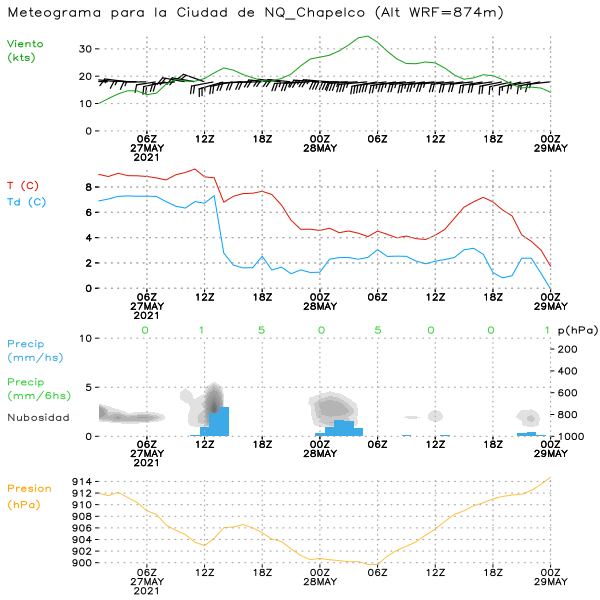 Meteograma para la Ciudad de NQ_Chapelco (Alt WRF=874m)
Viento
(kts)
30
20
10
0
06Z 12Z 18Z 00Z 06Z 12Z 18Z 00Z
27MAY 28MAY 29MAY
2021
T (C)
Td (C)
8
6
4
2
0
06Z 12Z 18Z 00Z 06Z 12Z 18Z 00Z
27MAY 28MAY 29MAY
2021
0 1 5 0 5 0 0 1 p(hPa)
10
Precip
(mm/hs)
200
400
5
Precip
(mm/6hs)
600
Nubosidad
800
0 1000
06Z 12Z 18Z 00Z 06Z 12Z 18Z 00Z
27MAY 28MAY 29MAY
2021
Presion
(hPa)
914
912
910
908
906
904
902
900
06Z 12Z 18Z 00Z 06Z 12Z 18Z 00Z
27MAY 28MAY 29MAY
2021